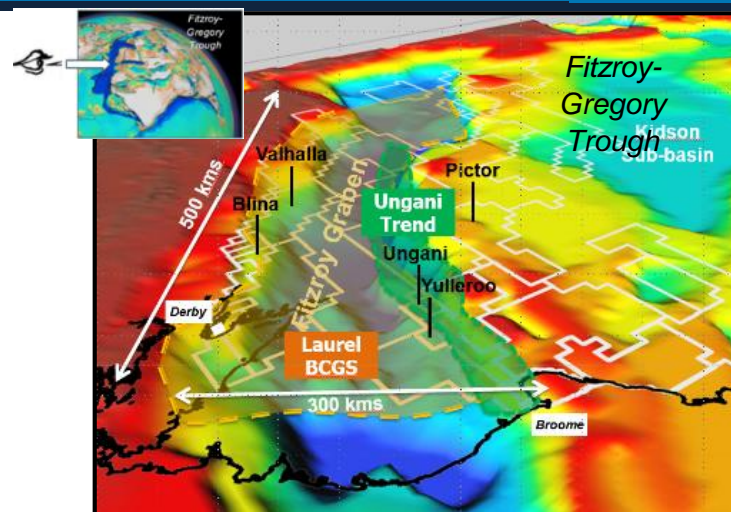 Fitzroy-
Gregory
Trough
Fitzroy-
Gregory
Trough
Kidson
Sub-basin
Valhalla
Pictor
500 kms
Blina
Fitzroy Graben
Ungani
Trend
Ungani
Yulleroo
Derby
Laurel
BCGS
300 kms
Broome